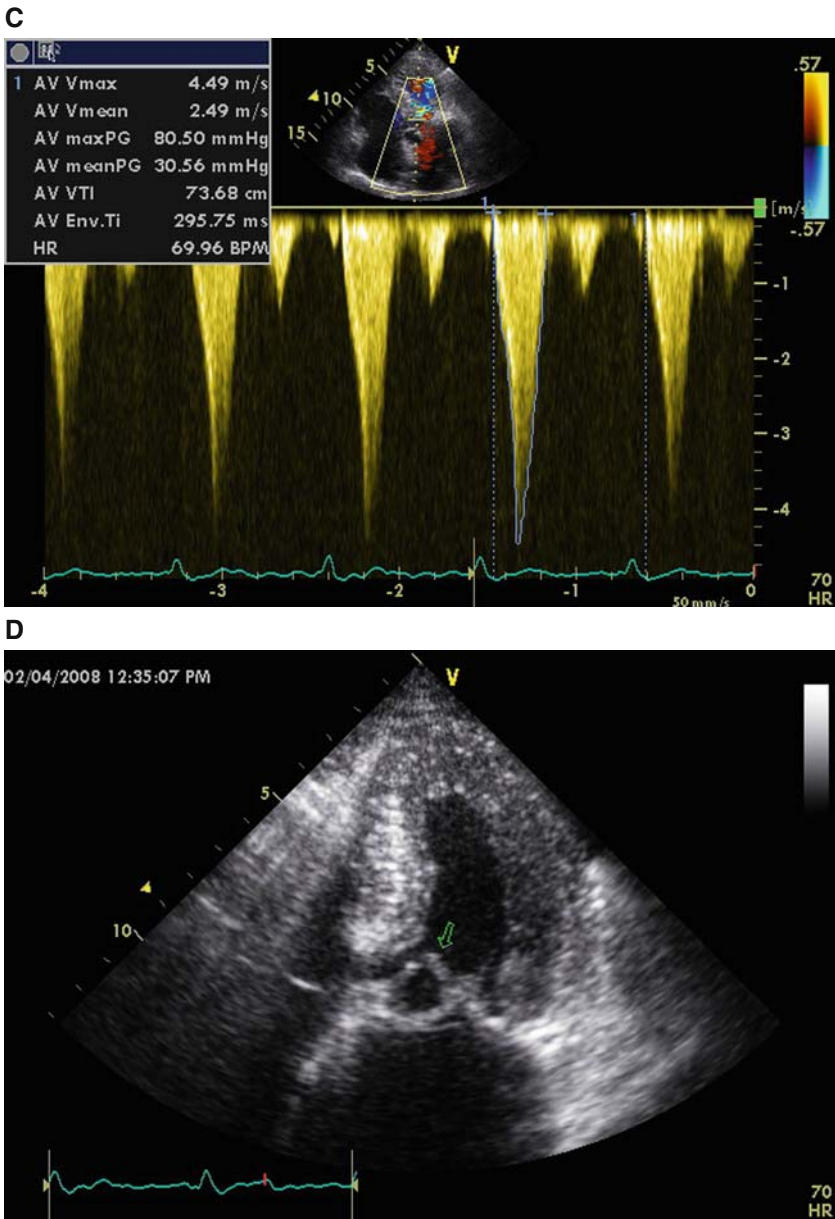 C
V
5
10
15
.57
-.57
1 AV Vmax 4.49 m/s
AV Vmean 2.49 m/s
AV maxPG 80.50 mmHg
AV meanPG 30.56 mmHg
AV VTI 73.68 cm
AV Env.Ti 295.75 ms
HR 69.96 BPM
1
1
[m/s]
-1
-2
-3
-4
-4
-3
-2
-1
0
50 mm/s
70
HR
D
02/04/2008 12:35:07 PM
V
5
10
70
HR